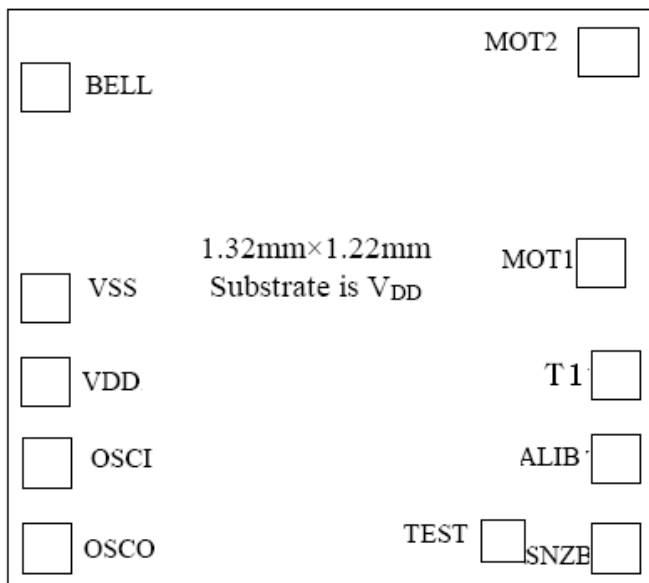 MOT2
BELL
1.32mm×1.22mm
MOT1
VSS
Substrate is VDD
VDD
T1
OSCI
ALIB
TEST
OSCO
SNZB